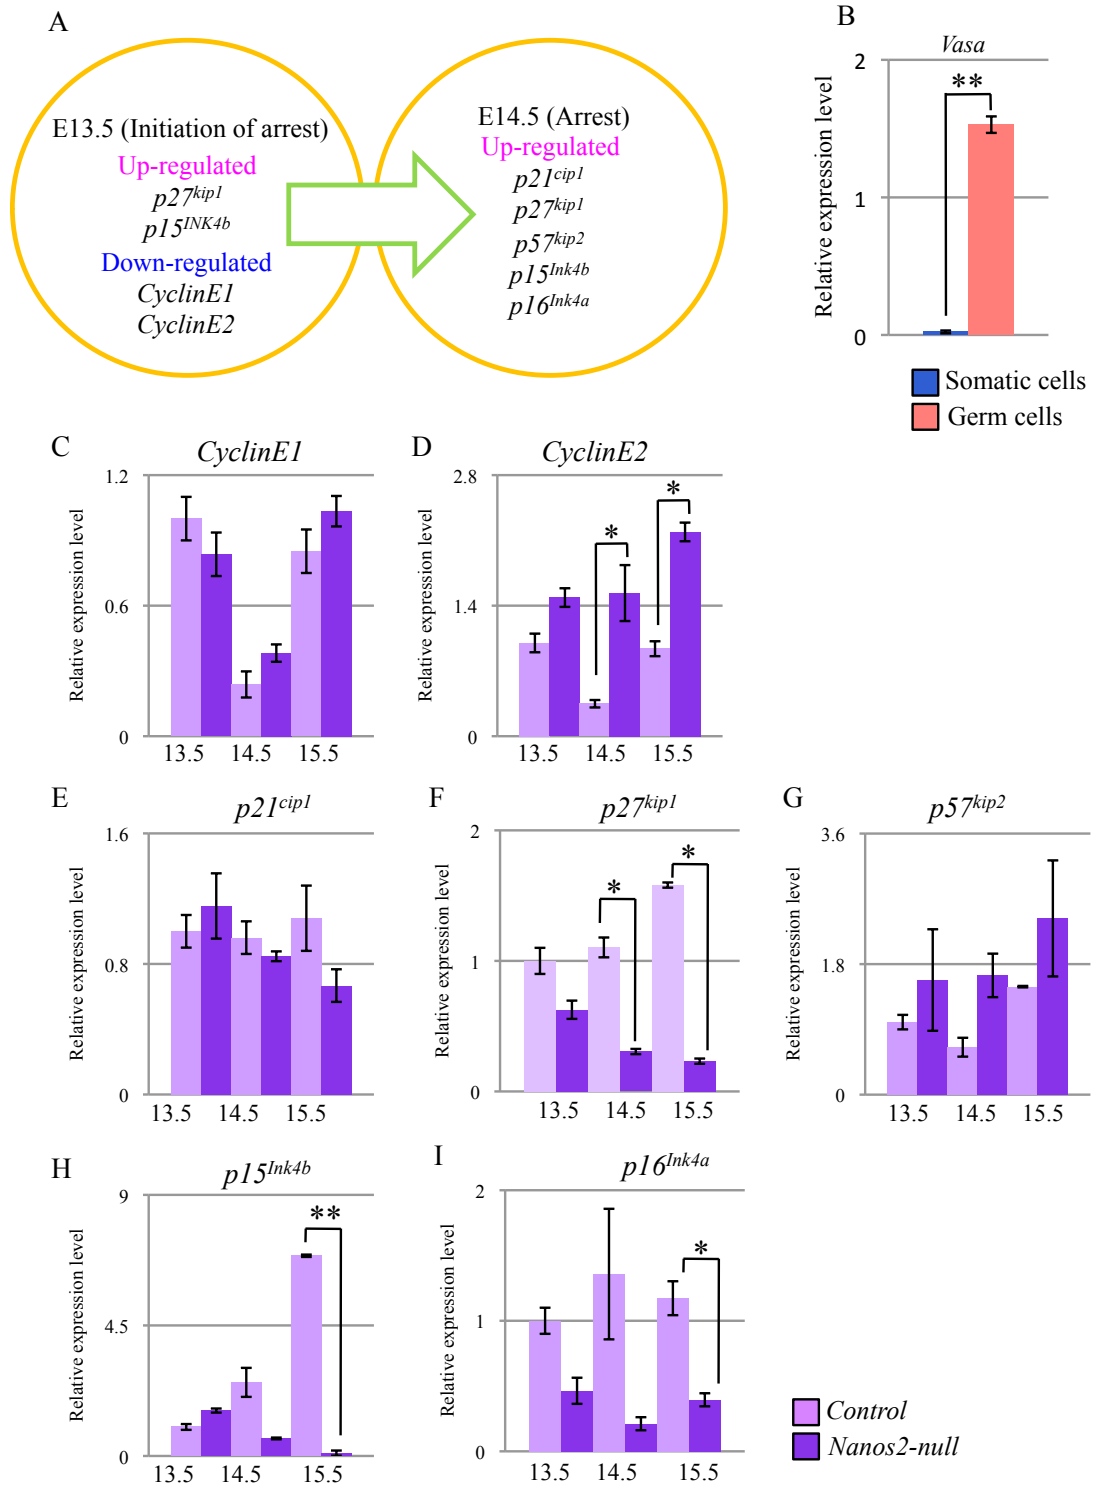 A
E13.5 (Initiation of arrest)
Up-regulated
p27kip1
p15INK4b
Down-regulated
CyclinE1
CyclinE2
E14.5 (Arrest)
Up-regulated
p21cip1
p27kip1
p57kip2
p15Ink4b
p16Ink4a
B
Vasa
Relative expression level
2
1
0
**
Somatic cells
Germ cells
C
CyclinE1
Relative expression level
1.2
0.6
0
13.5 14.5 15.5
D
CyclinE2
Relative expression level
2.8
1.4
0
*
*
13.5 14.5 15.5
E
p21cip1
Relative expression level
1.6
0.8
0
13.5 14.5 15.5
F
p27kip1
Relative expression level
2
1
0
*
*
13.5 14.5 15.5
G
p57kip2
Relative expression level
3.6
1.8
0
13.5 14.5 15.5
H
p15Ink4b
Relative expression level
9
4.5
0
**
13.5 14.5 15.5
I
p16Ink4a
Relative expression level
2
1
0
*
13.5 14.5 15.5
Control
Nanos2-null